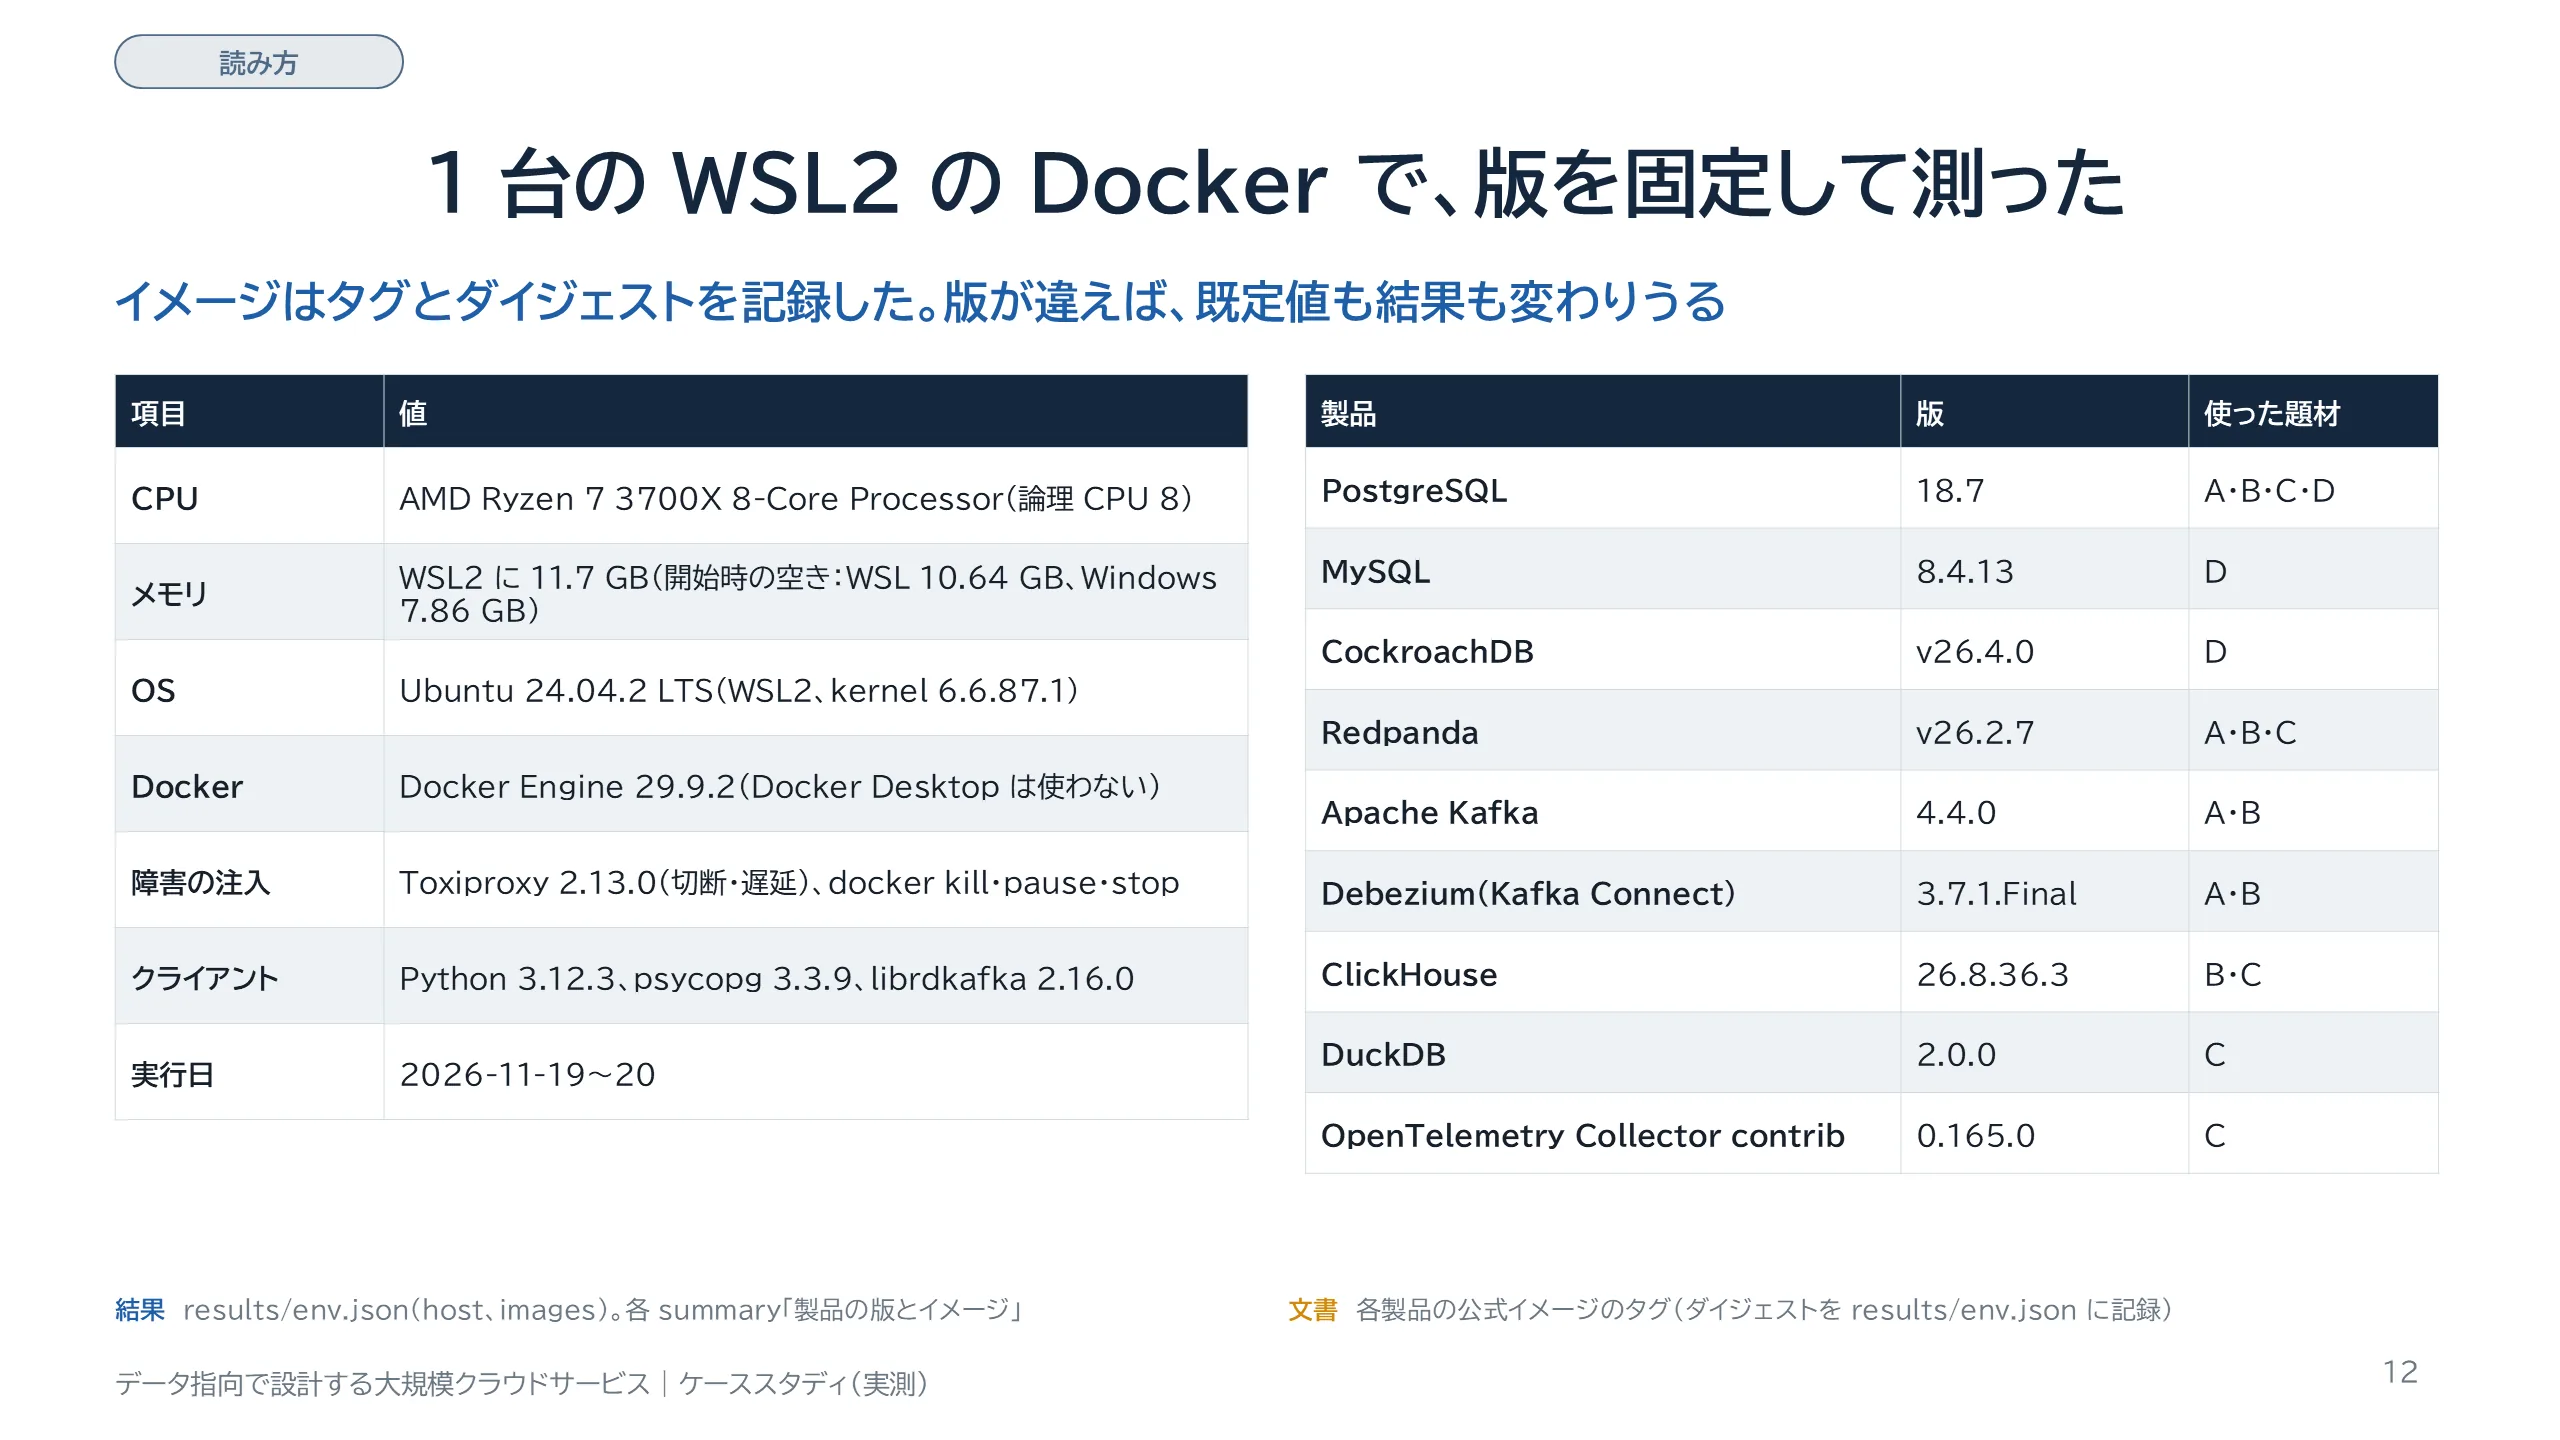 読み方
1 台の WSL2 の Docker で、版を固定して測った
イメージはタグとダイジェストを記録した。版が違えば、既定値も結果も変わりうる
項目 値
CPU AMD Ryzen 7 3700X 8-Core Processor（論理 CPU 8）
メモリ WSL2 に 11.7 GB（開始時の空き：WSL 10.64 GB、Windows
7.86 GB）
OS Ubuntu 24.04.2 LTS（WSL2、kernel 6.6.87.1）
Docker Docker Engine 29.9.2（Docker Desktop は使わない）
障害の注入 Toxiproxy 2.13.0（切断・遅延）、docker kill・pause・stop
クライアント Python 3.12.3、psycopg 3.3.9、librdkafka 2.16.0
実行日 2026-11-19～20
製品 版 使った題材
PostgreSQL 18.7 A・B・C・D
MySQL 8.4.13 D
CockroachDB v26.4.0 D
Redpanda v26.2.7 A・B・C
Apache Kafka 4.4.0 A・B
Debezium（Kafka Connect） 3.7.1.Final A・B
ClickHouse 26.8.36.3 B・C
DuckDB 2.0.0 C
OpenTelemetry Collector contrib 0.165.0 C
結果 results/env.json（host、images）。各 summary「製品の版とイメージ」
文書 各製品の公式イメージのタグ（ダイジェストを results/env.json に記録）
データ指向で設計する大規模クラウドサービス｜ケーススタディ（実測）
12